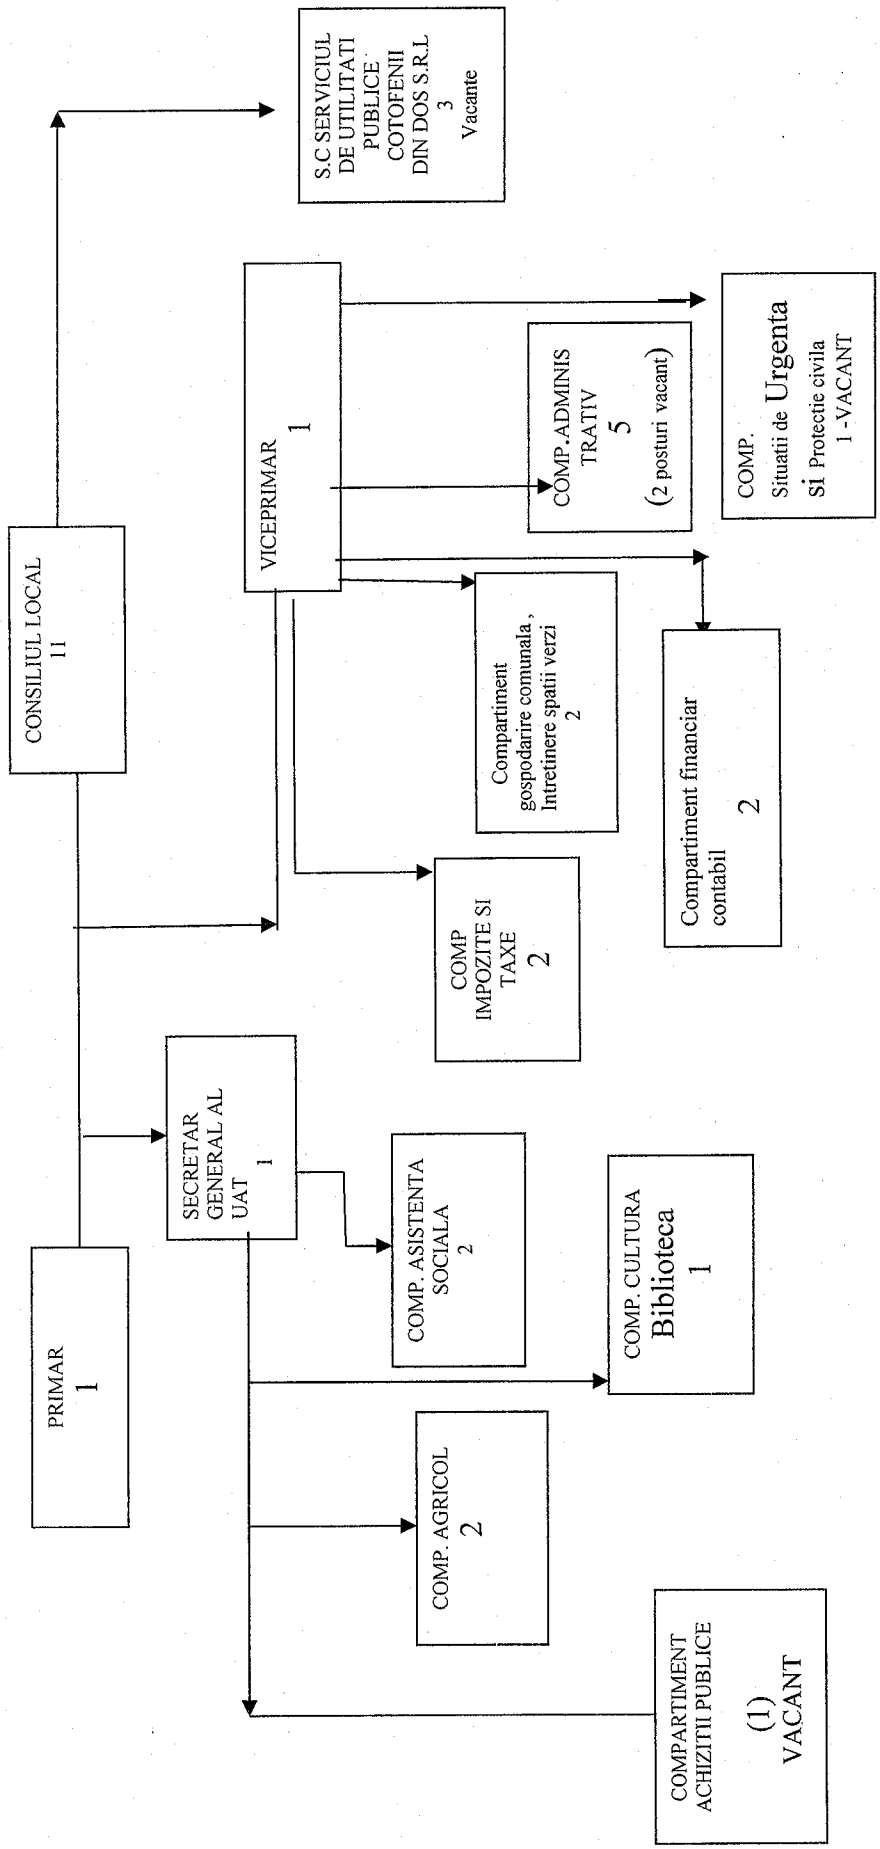 CONSILIUL LOCAL
11
PRIMAR
1
S.C SERVICIUL
DE UTILITATI
PUBLICE
COTOFENII
DIN DOS S.R.L
3
Vacante
SECRETAR
GENERAL AL
UAT
1
VICEPRIMAR
1
COMP. ASISTENTA
SOCIALA
2
COMP. AGRICOL
2
COMP
IMPOZITE SI
TAXE
2
Compartiment
gospodarire comunala ,
Intretinere spatii verzi
2
COMP.ADMINIS
TRATIV
5
(2 posturi vacant)
COMP. CULTURA
Biblioteca
1
COMPARTIMENT
ACHIZITII PUBLICE
(1)
VACANT
Compartiment financiar
contabil
2
COMP.
Situatii de Urgenta
si Protectie civila
1 -VACANT